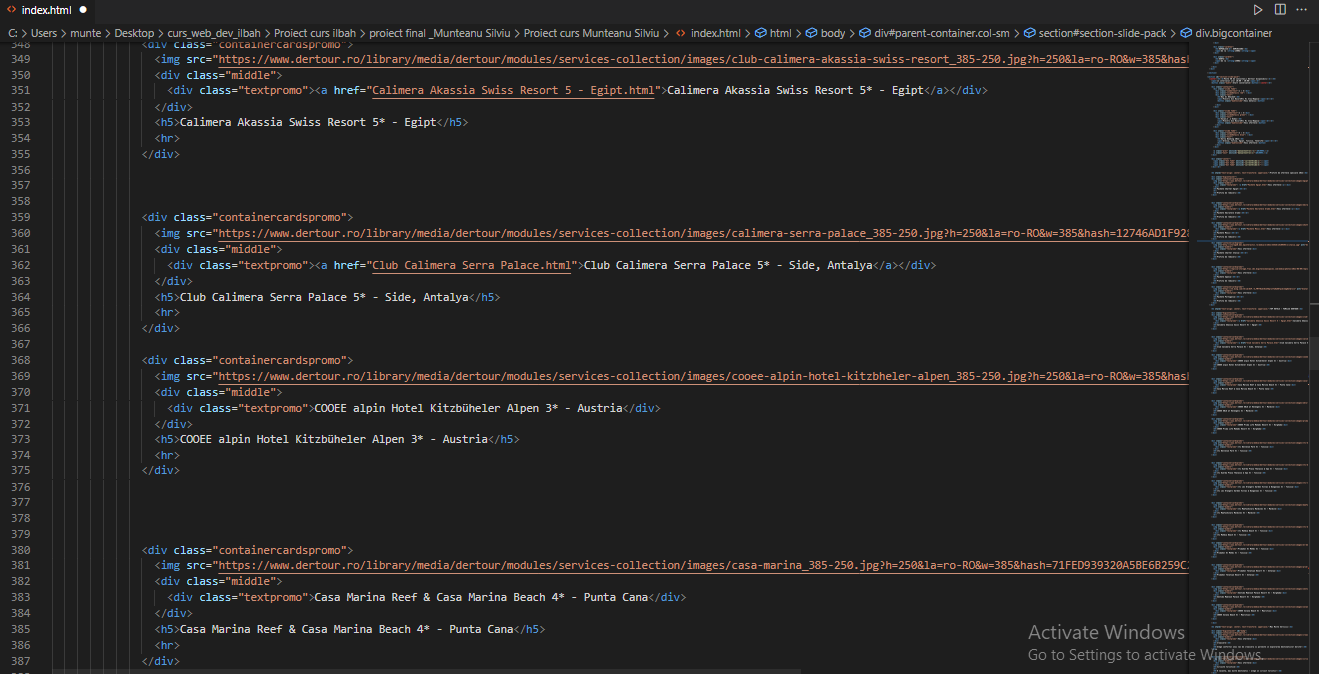 index.html
C: > Users > munte > Desktop > curs_web_dev_ilbah > Proiect curs ilbah > proiect final _Munteanu Silviu > Proiect curs Munteanu Silviu > index.html > html > body > div#parent-container.col-sm > section#section-slide-pack > div.bigcontainer
348 <div class="containercardspromo">
349 <img src="https://www.dertour.ro/library/media/dertour/modules/services-collection/images/club-calimera-akassia-swiss-resort_385-250.jpg?h=250&la=ro-RO&w=385&hash
350 <div class="middle">
351 <div class="textpromo"><a href="Calimera Akassia Swiss Resort 5 - Egipt.html">Calimera Akassia Swiss Resort 5* - Egipt</a></div>
352 </div>
353 <h5>Calimera Akassia Swiss Resort 5* - Egipt</h5>
354 <hr>
355 </div>
356
357
358
359 <div class="containercardspromo">
360 <img src="https://www.dertour.ro/library/media/dertour/modules/services-collection/images/calimera-serra-palace_385-250.jpg?h=250&la=ro-RO&w=385&hash=12746AD1F928
361 <div class="middle">
362 <div class="textpromo"><a href="Club Calimera Serra Palace.html">Club Calimera Serra Palace 5* - Side, Antalya</a></div>
363 </div>
364 <h5>Club Calimera Serra Palace 5* - Side, Antalya</h5>
365 <hr>
366 </div>
367
368 <div class="containercardspromo">
369 <img src="https://www.dertour.ro/library/media/dertour/modules/services-collection/images/cooee-alpin-hotel-kitzbheler-alpen_385-250.jpg?h=250&la=ro-RO&w=385&hash
370 <div class="middle">
371 <div class="textpromo">COOEE alpin Hotel Kitzbüheler Alpen 3* - Austria</div>
372 </div>
373 <h5>COOEE alpin Hotel Kitzbüheler Alpen 3* - Austria</h5>
374 <hr>
375 </div>
376
377
378
379
380 <div class="containercardspromo">
381 <img src="https://www.dertour.ro/library/media/dertour/modules/services-collection/images/casa-marina_385-250.jpg?h=250&la=ro-RO&w=385&hash=71FED939320A5BE6B259C
382 <div class="middle">
383 <div class="textpromo">Casa Marina Reef & Casa Marina Beach 4* - Punta Cana</div>
384 </div>
385 <h5>Casa Marina Reef & Casa Marina Beach 4* - Punta Cana</h5>
386 <hr>
387 </div>
Activate Windows
Go to Settings to activate Windows.